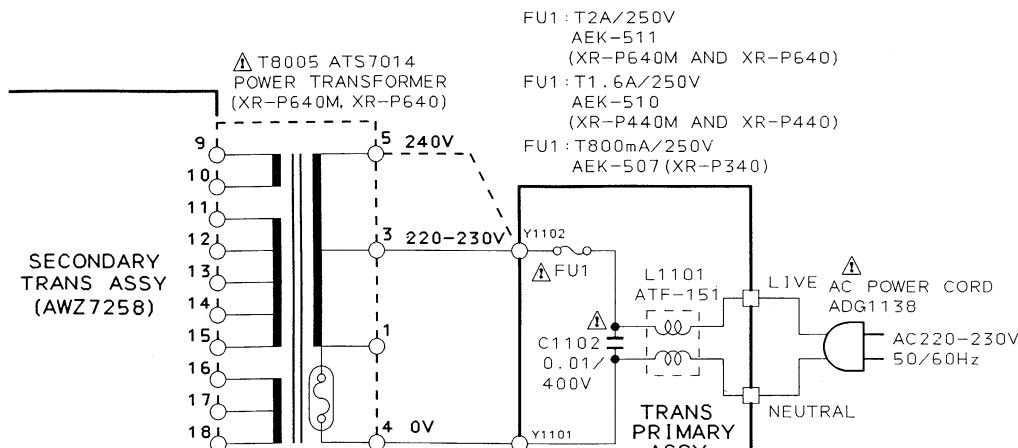 FU1 : T2A/250V
AEK-511
(XR-P640M AND XR-P640)
FU1 : T1.6A/250V
AEK-510
(XR-P440M AND XR-P440)
FU1 : T800mA/250V
AEK-507 (XR-P340)
T8005 ATS7014
POWER TRANSFORMER
(XR-P640M, XR-P640)
9
10
11
12
13
14
15
16
17
18
5 240V
3 220-230V
1
4 0V
SECONDARY
TRANS ASSY
(AWZ7258)
Y1102
FU1
L1101
ATF-151
C1102
0.01/
400V
Y1101
LIVE
NEUTRAL
AC POWER CORD
ADG1138
AC220-230V
50/60Hz
TRANS
PRIMARY
ASSY